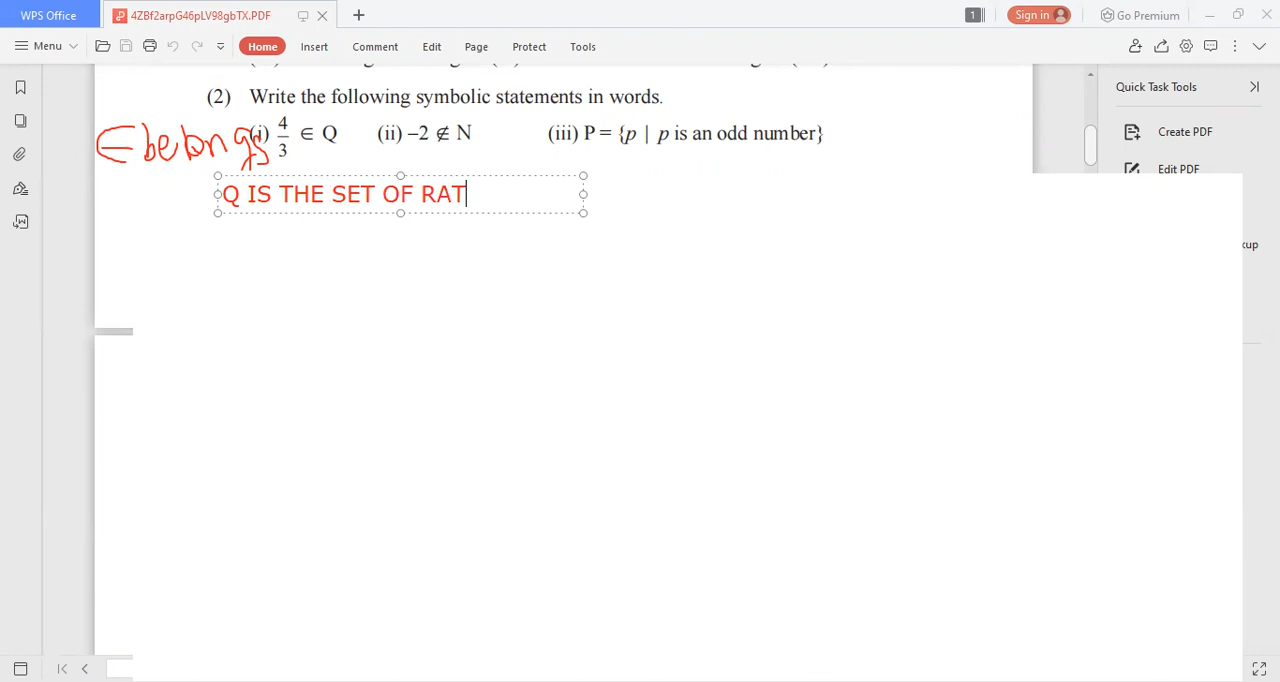 WPS Office
4ZBf2arpG46pLV98gbTX.PDF
1
Sign in
Go Premium
Menu
Home
Insert
Comment
Edit
Page
Protect
Tools
Quick Task Tools
(2) Write the following symbolic statements in words.
(i) 4/3 ∈ Q (ii) –2 ∉ N (iii) P = {p | p is an odd number}
∈ belongs
Create PDF
Edit PDF
Q IS THE SET OF RAT
kup